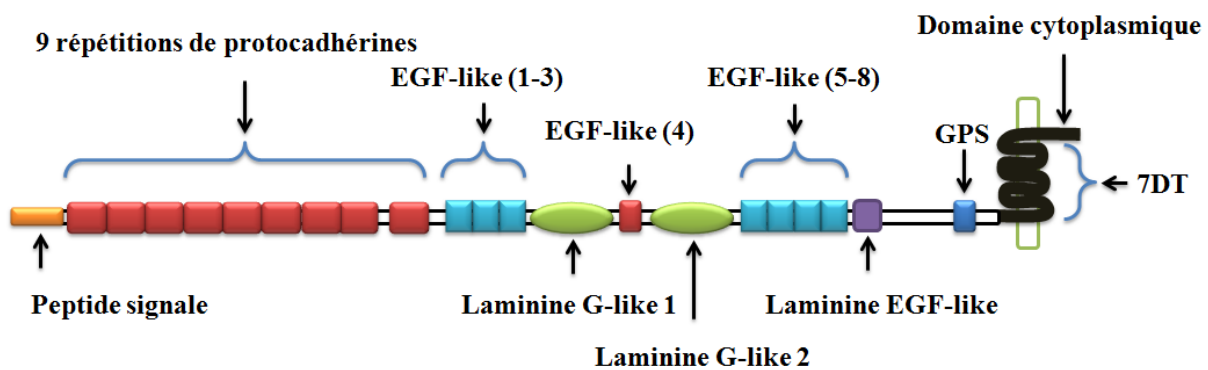 Domaine cytoplasmique
9 répétitions de protocadhérines
EGF-like (1-3)
EGF-like (5-8)
EGF-like (4)
GPS
7DT
Peptide signale
Laminine G-like 1
Laminine EGF-like
Laminine G-like 2